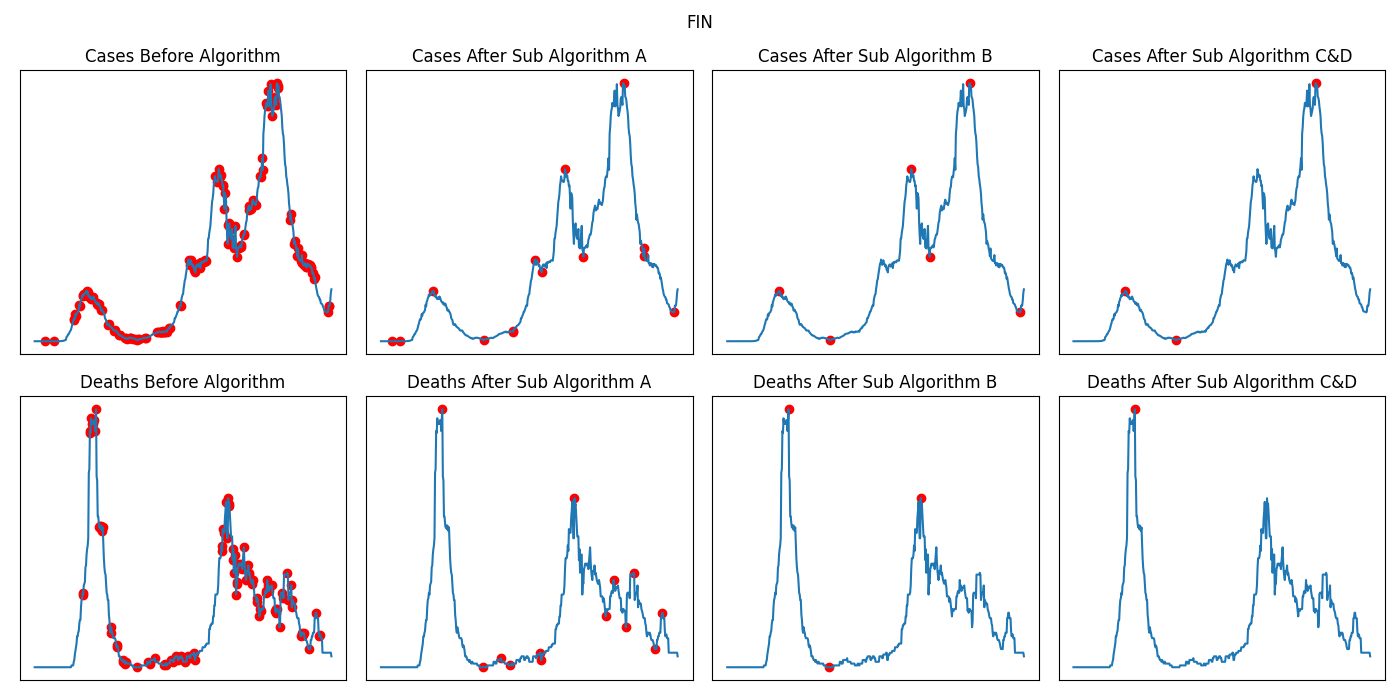 FIN
Cases Before Algorithm
Cases After Sub Algorithm A
Cases After Sub Algorithm B
Cases After Sub Algorithm C&D
Deaths Before Algorithm
Deaths After Sub Algorithm A
Deaths After Sub Algorithm B
Deaths After Sub Algorithm C&D